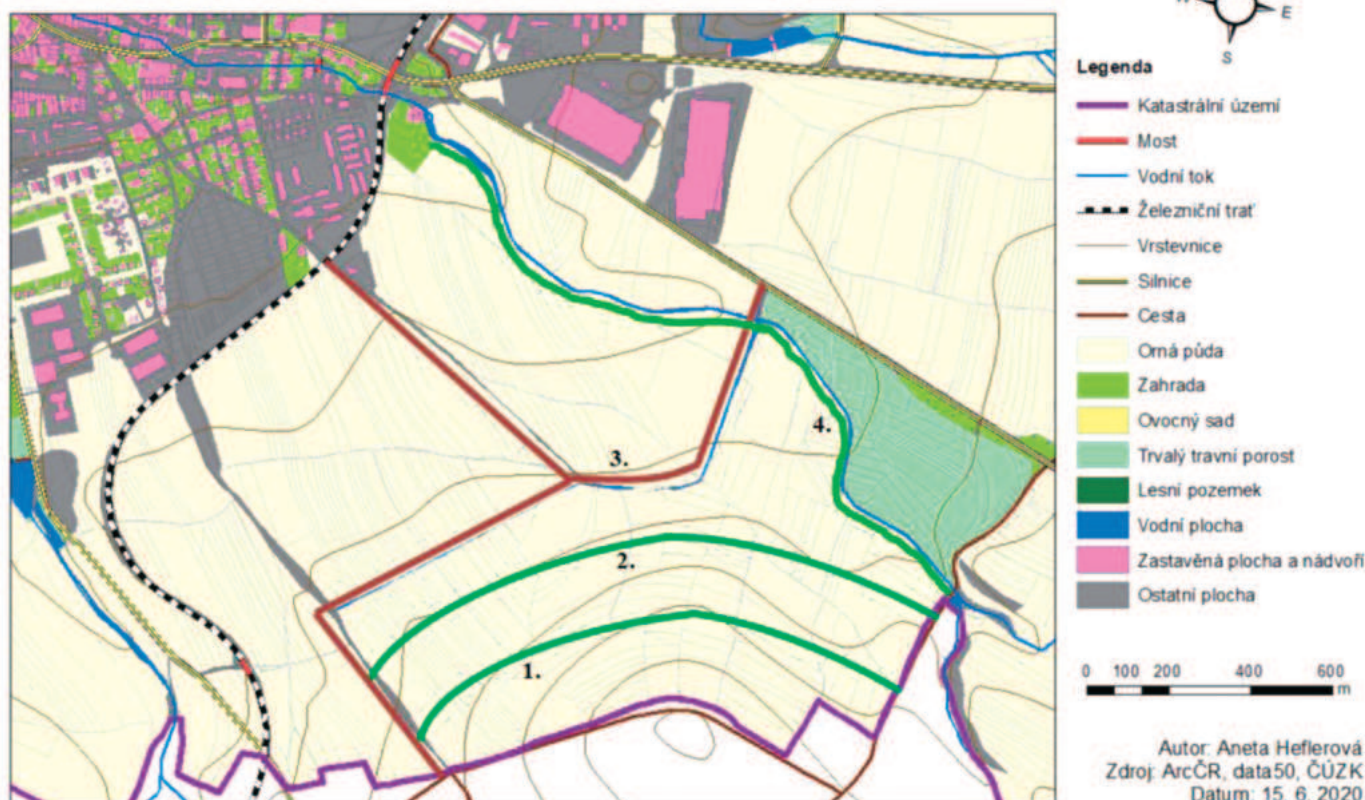 E
S
Legenda
Katastrální území
Most
Vodní tok
Železniční trať
Vrstevnice
Silnice
Cesta
Orná půda
Zahrada
Ovocný sad
Trvalý travní porost
Lesní pozemek
Vodní plocha
Zastavěná plocha a nádvoří
Ostatní plocha
3.
4.
2.
1.
0 100 200 400 600
m
Autor: Aneta Heflerová
Zdroj: ArcČR, data50, ČÚZK
Datum: 15. 6. 2020